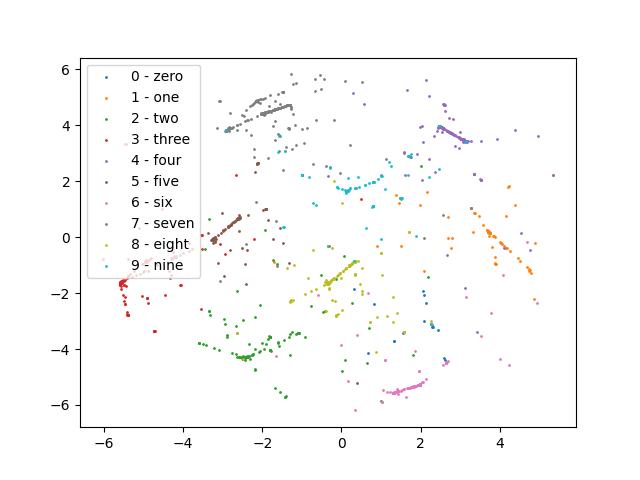 0 - zero
1 - one
2 - two
3 - three
4 - four
5 - five
6 - six
7 - seven
8 - eight
9 - nine
6
4
2
0
−2
−4
−6
−6 −4 −2 0 2 4